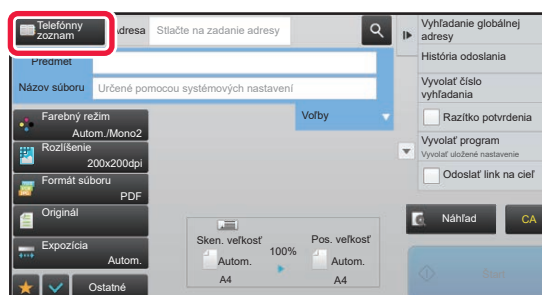 Telefónny
zoznam
dresa
Stlačte na zadanie adresy
Predmet
Názov súboru
Určené pomocou systémových nastavení
Farebný režim
Autom./Mono2
Rozlíšenie
200x200dpi
Formát súboru
PDF
Originál
Expozícia
Autom.
Ostatné
Voľby
Sken. veľkosť
Autom.
A4
100%
Pos. veľkosť
Autom.
A4
Vyhľadanie globálnej
adresy
História odoslania
Vyvolať číslo
vyhľadania
Razítko potvrdenia
Vyvolať program
Vyvolať uložené nastavenie
Odoslať link na cieľ
Náhľad
CA
Štart